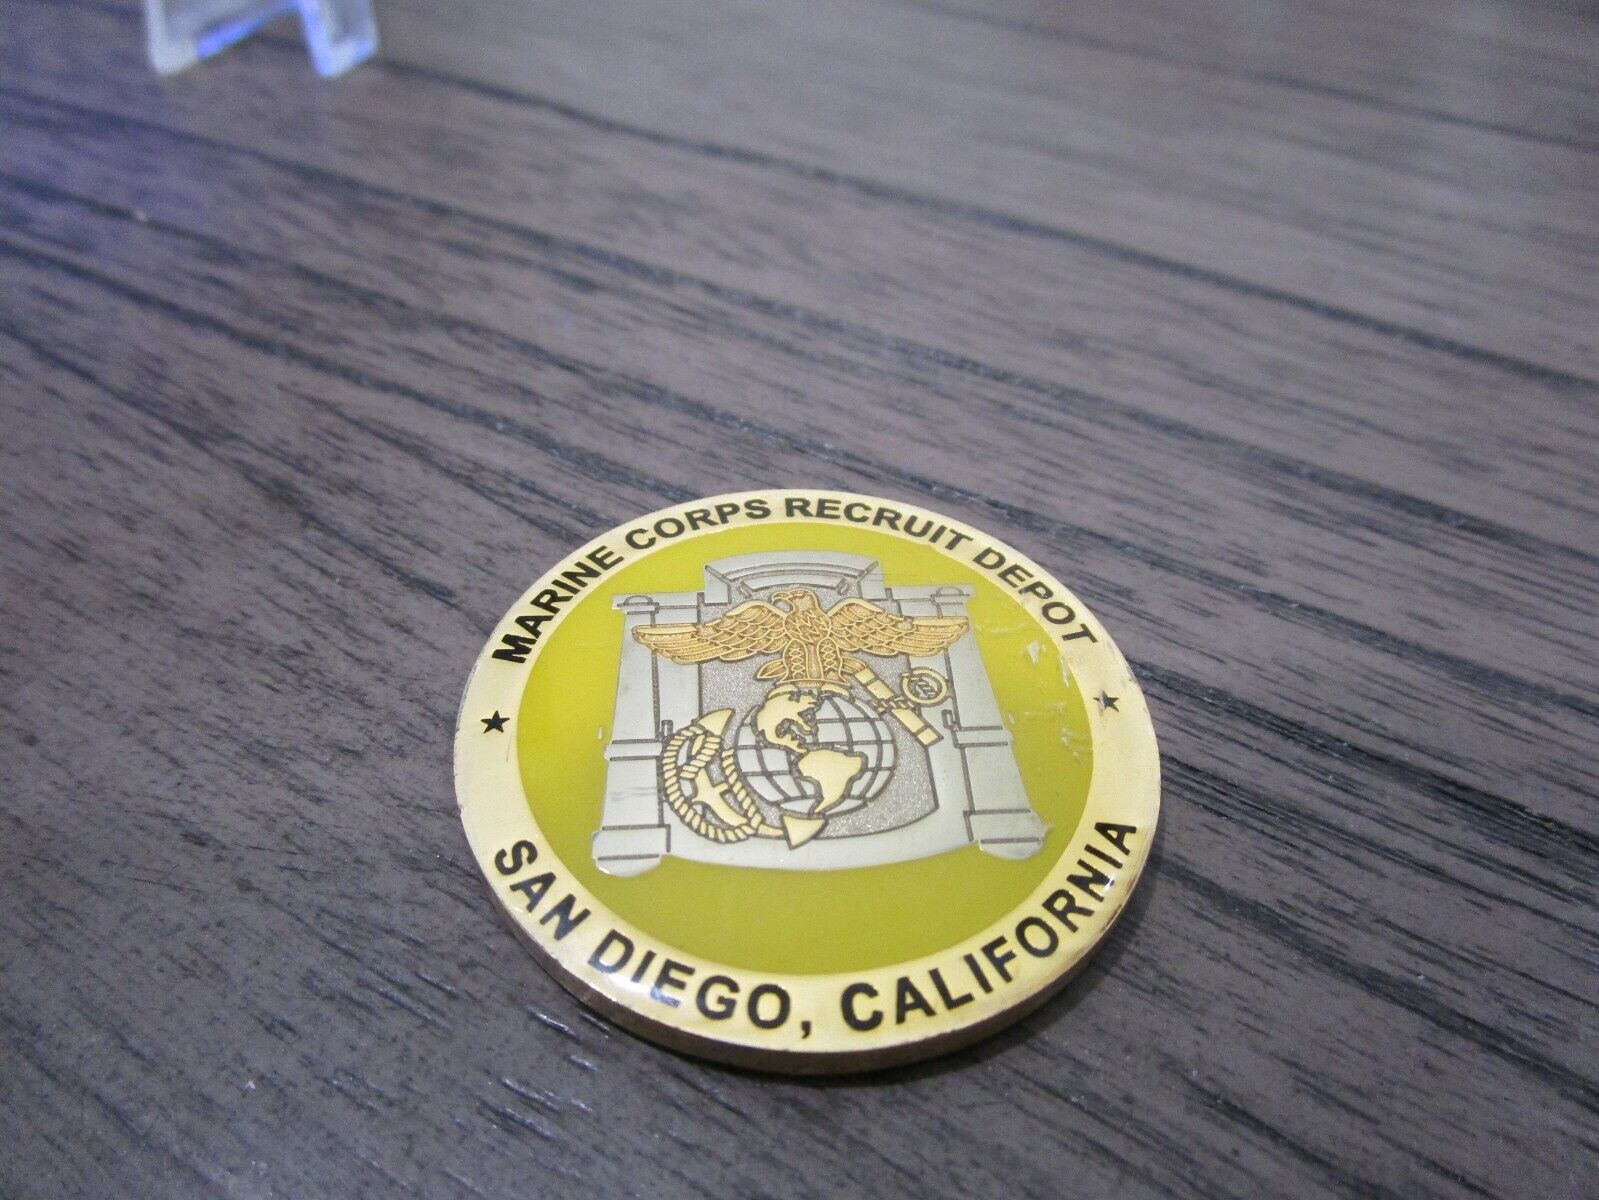 MARINE CORPS RECRUIT DEPOT
SAN DIEGO, CALIFORNIA